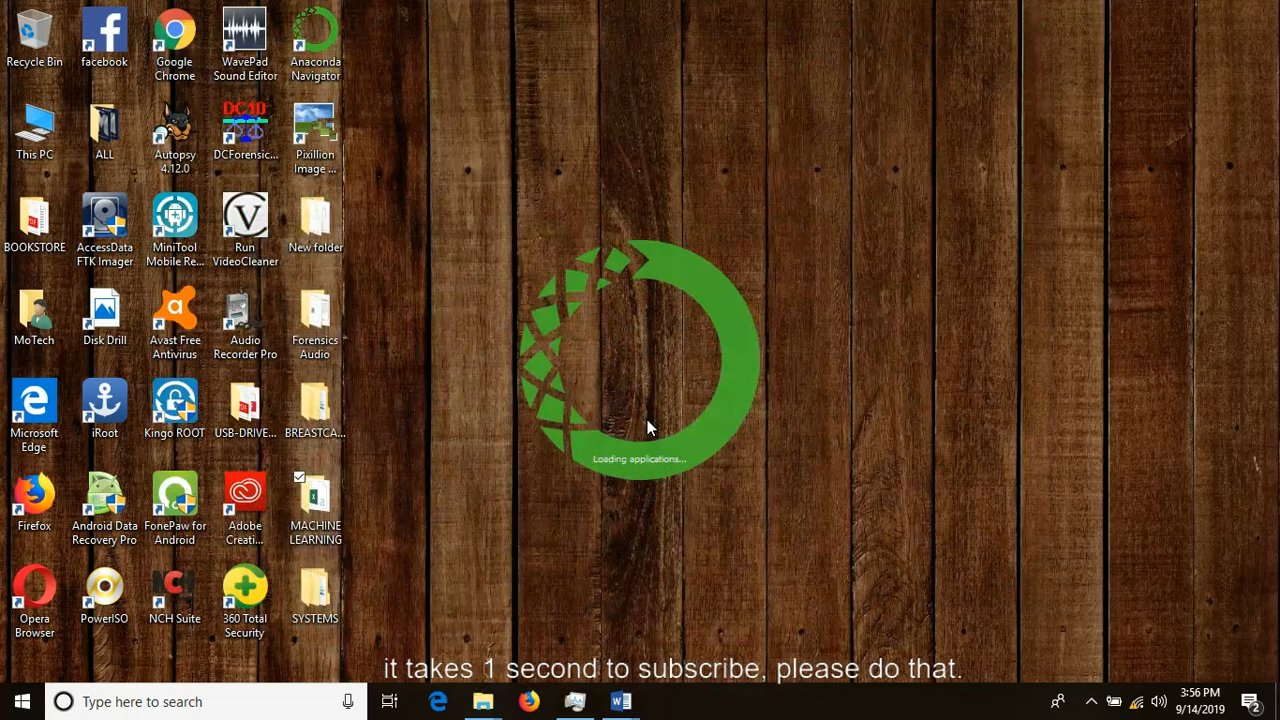 Recycle Bin
facebook
Google
Chrome
WavePad
Sound Editor
Anaconda
Navigator
This PC
ALL
Autopsy
4.12.0
DC10
DCForensic...
Pixillion
Image ...
BOOKSTORE
AccessData
FTK Imager
MiniTool
Mobile Re...
Run
VideoCleaner
New folder
MoTech
Disk Drill
Avast Free
Antivirus
Audio
Recorder Pro
Forensics
Audio
Microsoft
Edge
iRoot
Kingo ROOT
USB-DRIVE...
BREASTCA...
Firefox
Android Data
Recovery Pro
FonePaw for
Android
Adobe
Creati...
MACHINE
LEARNING
Opera
Browser
PowerISO
NCH
NCH Suite
360 Total
Security
SYSTEMS
Loading applications...
it takes 1 second to subscribe, please do that.
Type here to search
3:56 PM
9/14/2019
2